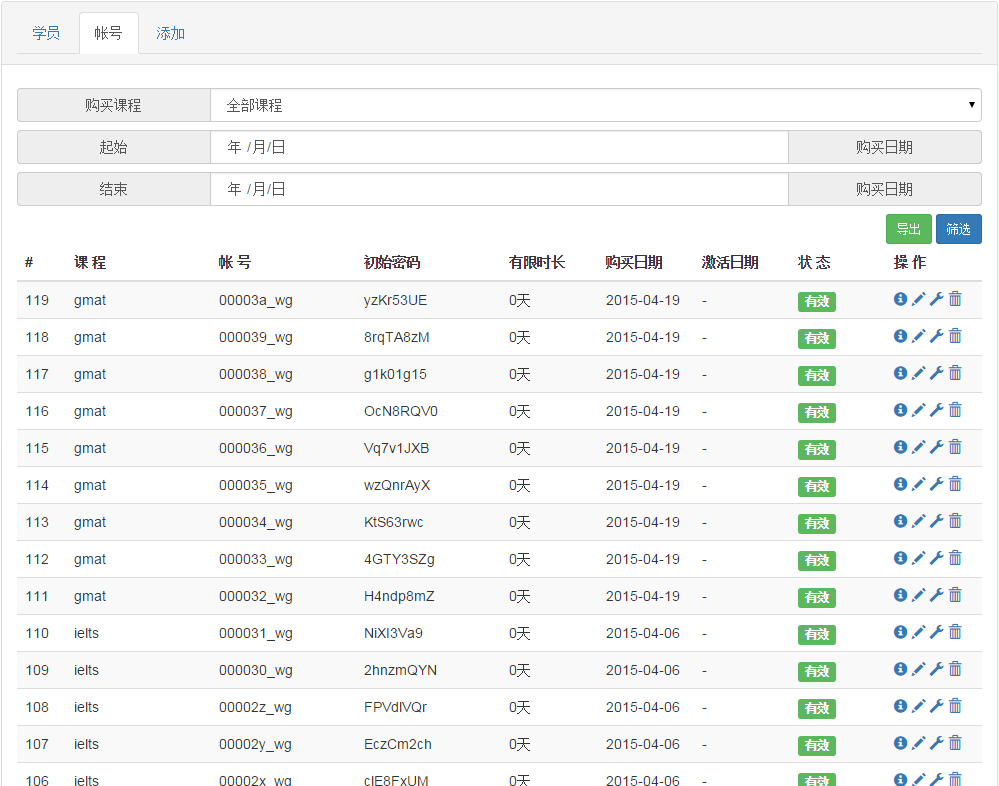 学员 帐号 添加
购买课程 全部课程
起始 年 /月/日 购买日期
结束 年 /月/日 购买日期
导出 筛选
# 课 程 帐 号 初始密码 有限时长 购买日期 激活日期 状 态 操 作
119 gmat 00003a_wg yzKr53UE 0天 2015-04-19 - 有效
118 gmat 000039_wg 8rqTA8zM 0天 2015-04-19 - 有效
117 gmat 000038_wg g1k01g15 0天 2015-04-19 - 有效
116 gmat 000037_wg OcN8RQV0 0天 2015-04-19 - 有效
115 gmat 000036_wg Vq7v1JXB 0天 2015-04-19 - 有效
114 gmat 000035_wg wzQnrAyX 0天 2015-04-19 - 有效
113 gmat 000034_wg KtS63rwc 0天 2015-04-19 - 有效
112 gmat 000033_wg 4GTY3SZg 0天 2015-04-19 - 有效
111 gmat 000032_wg H4ndp8mZ 0天 2015-04-19 - 有效
110 ielts 000031_wg NiXI3Va9 0天 2015-04-06 - 有效
109 ielts 000030_wg 2hnzmQYN 0天 2015-04-06 - 有效
108 ielts 00002z_wg FPVdIVQr 0天 2015-04-06 - 有效
107 ielts 00002y_wg EczCm2ch 0天 2015-04-06 - 有效
106 ielts 00002x_wg cIE8FxUM 0天 2015-04-06 - 有效